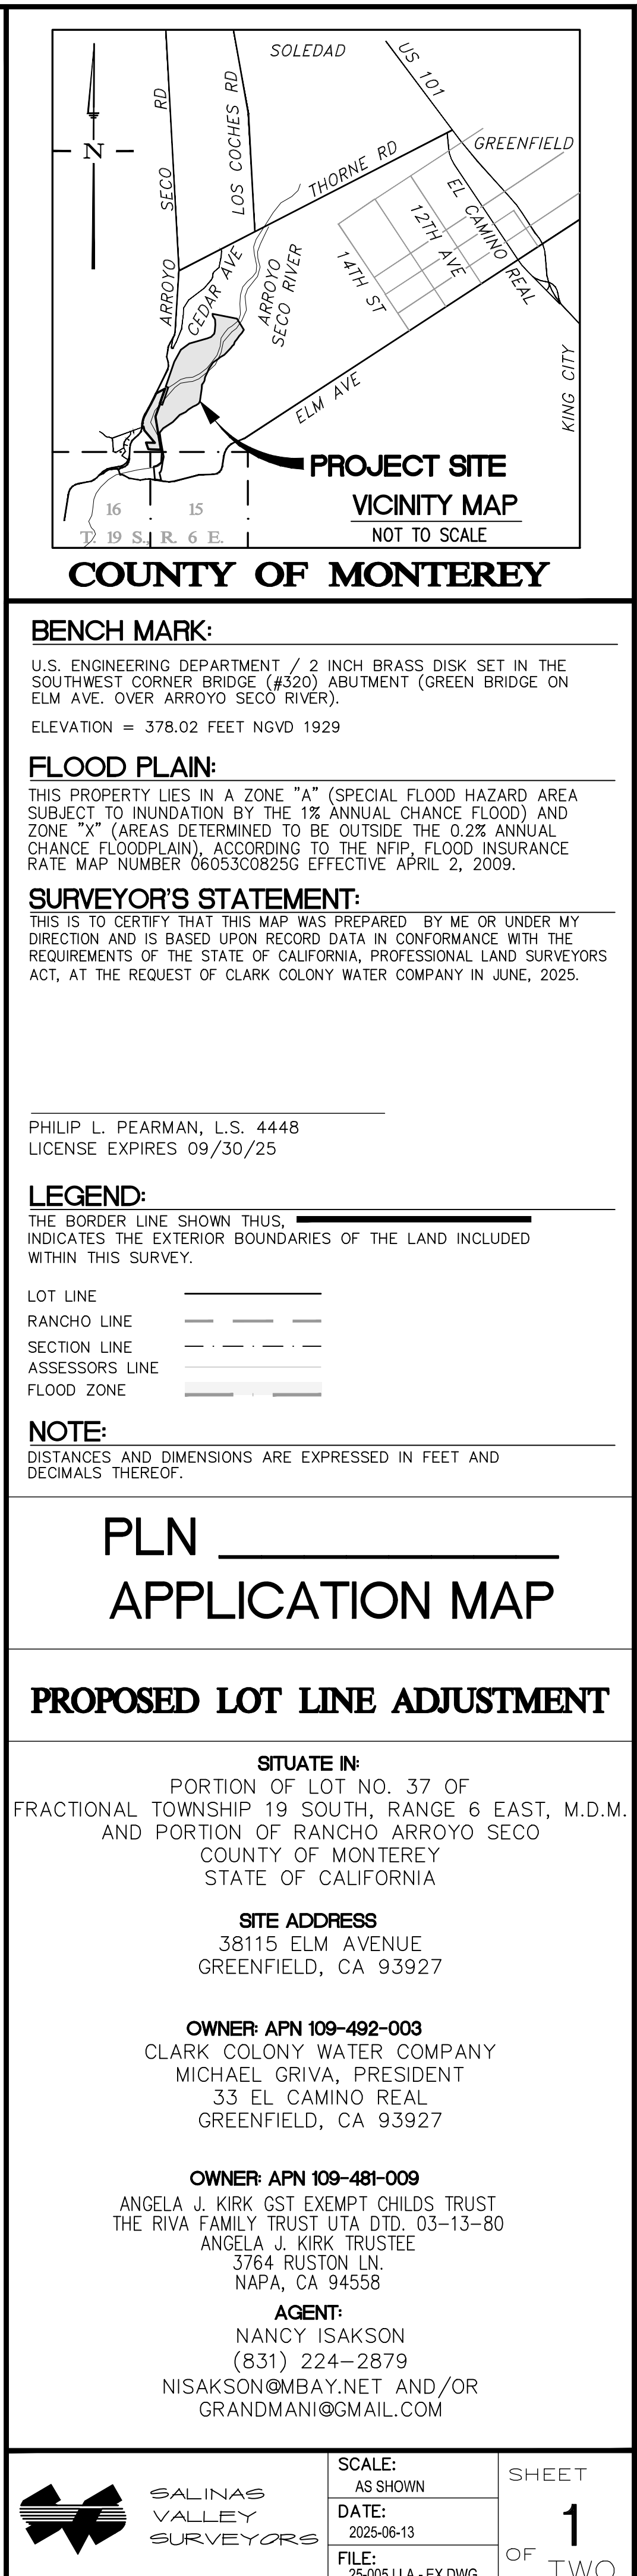 SOLEDAD
US 101
RD
SECO
ARROYO
LOS COCHES RD
N
THORNE RD
GREENFIELD
EL CAMINO REAL
12TH AVE
14TH ST
CEDAR AVE
ARROYO
SECO RIVER
ELM AVE
KING CITY
PROJECT SITE
16 15
T. 19 S., R. 6 E.
VICINITY MAP
NOT TO SCALE
COUNTY OF MONTEREY
BENCH MARK:
U.S. ENGINEERING DEPARTMENT / 2 INCH BRASS DISK SET IN THE
SOUTHWEST CORNER BRIDGE (#320) ABUTMENT (GREEN BRIDGE ON
ELM AVE. OVER ARROYO SECO RIVER).
ELEVATION = 378.02 FEET NGVD 1929
FLOOD PLAIN:
THIS PROPERTY LIES IN A ZONE "A" (SPECIAL FLOOD HAZARD AREA
SUBJECT TO INUNDATION BY THE 1% ANNUAL CHANCE FLOOD) AND
ZONE "X" (AREAS DETERMINED TO BE OUTSIDE THE 0.2% ANNUAL
CHANCE FLOODPLAIN), ACCORDING TO THE NFIP, FLOOD INSURANCE
RATE MAP NUMBER 06053C0825G EFFECTIVE APRIL 2, 2009.
SURVEYOR'S STATEMENT:
THIS IS TO CERTIFY THAT THIS MAP WAS PREPARED BY ME OR UNDER MY
DIRECTION AND IS BASED UPON RECORD DATA IN CONFORMANCE WITH THE
REQUIREMENTS OF THE STATE OF CALIFORNIA, PROFESSIONAL LAND SURVEYORS
ACT, AT THE REQUEST OF CLARK COLONY WATER COMPANY IN JUNE, 2025.
PHILIP L. PEARMAN, L.S. 4448
LICENSE EXPIRES 09/30/25
LEGEND:
THE BORDER LINE SHOWN THUS,
INDICATES THE EXTERIOR BOUNDARIES OF THE LAND INCLUDED
WITHIN THIS SURVEY.
LOT LINE
RANCHO LINE
SECTION LINE
ASSESSORS LINE
FLOOD ZONE
NOTE:
DISTANCES AND DIMENSIONS ARE EXPRESSED IN FEET AND
DECIMALS THEREOF.
PLN
APPLICATION MAP
PROPOSED LOT LINE ADJUSTMENT
SITUATE IN:
PORTION OF LOT NO. 37 OF
FRACTIONAL TOWNSHIP 19 SOUTH, RANGE 6 EAST, M.D.M.
AND PORTION OF RANCHO ARROYO SECO
COUNTY OF MONTEREY
STATE OF CALIFORNIA
SITE ADDRESS
38115 ELM AVENUE
GREENFIELD, CA 93927
OWNER: APN 109-492-003
CLARK COLONY WATER COMPANY
MICHAEL GRIVA, PRESIDENT
33 EL CAMINO REAL
GREENFIELD, CA 93927
OWNER: APN 109-481-009
ANGELA J. KIRK GST EXEMPT CHILDS TRUST
THE RIVA FAMILY TRUST UTA DTD. 03-13-80
ANGELA J. KIRK TRUSTEE
3764 RUSTON LN.
NAPA, CA 94558
AGENT:
NANCY ISAKSON
(831) 224-2879
NISAKSON@MBAY.NET AND/OR
GRANDMANI@GMAIL.COM
SALINAS
VALLEY
SURVEYORS
SCALE:
AS SHOWN
DATE:
2025-06-13
FILE:
25-005 LLA - EX.DWG
SHEET
1
OF TWO